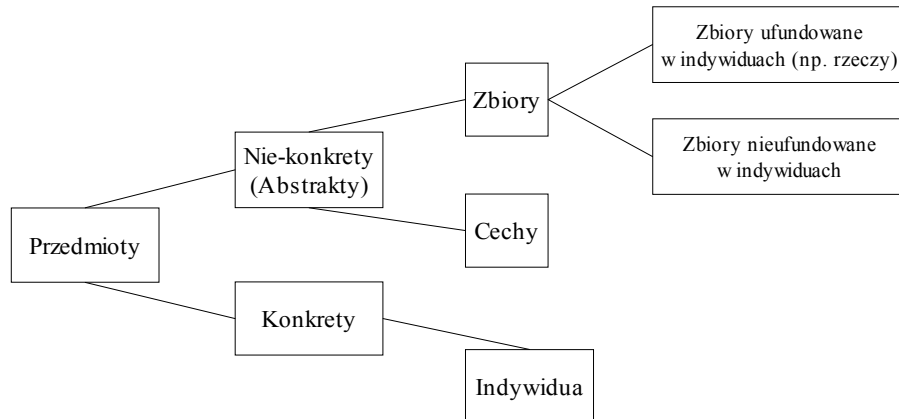 Zbiory ufundowane
w indywiduach (np. rzeczy)
Zbiory
Zbiory nieufundowane
w indywiduach
Nie-konkrety
(Abstrakty)
Cechy
Przedmioty
Konkrety
Indywidua